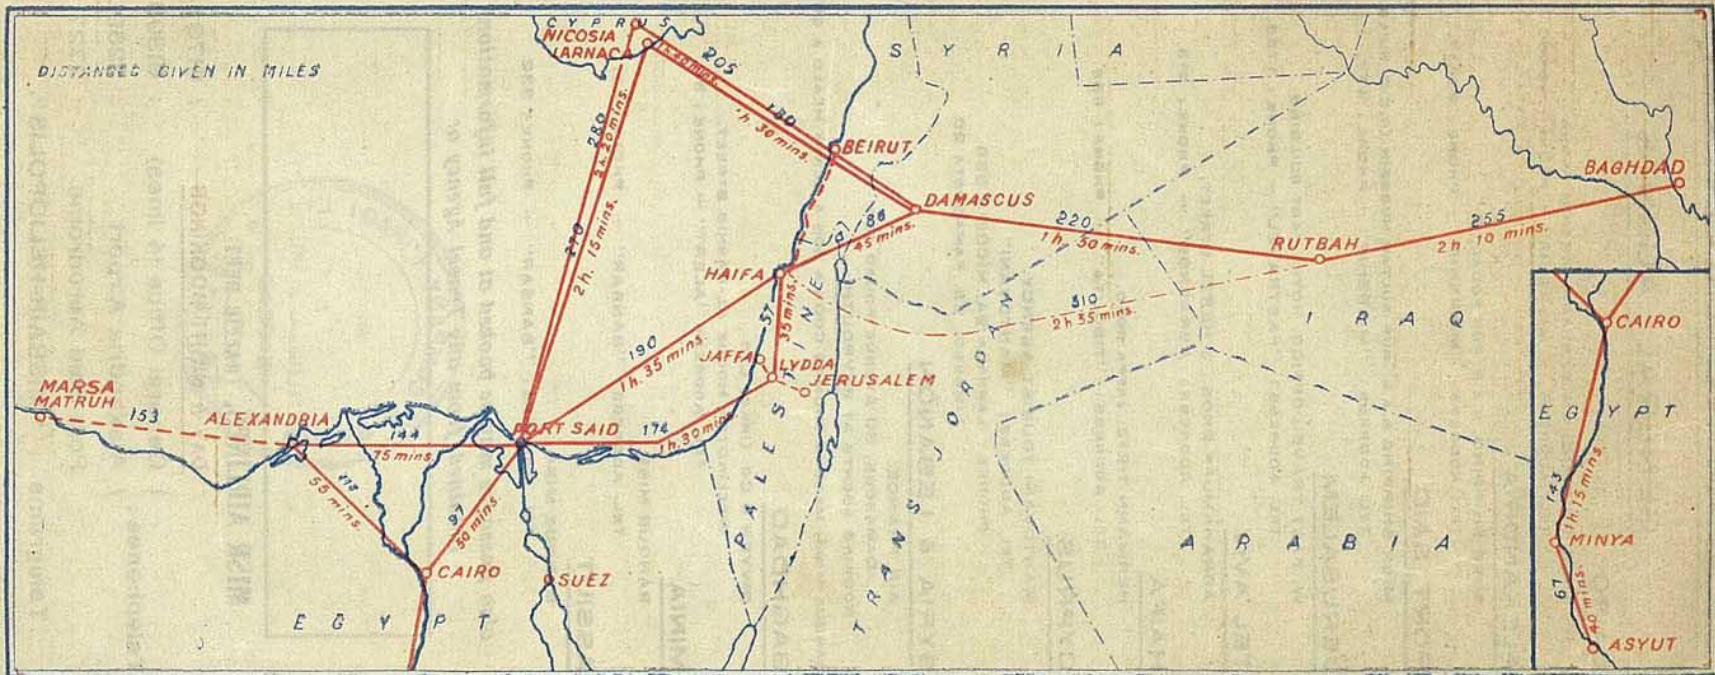 CYPRUS
NICOSIA
LARNACA
DISTANCES GIVEN IN MILES
SYRIA
205
180
1h. 30 mins.
280
2h. 20 mins.
270
2h. 15 mins.
BEIRUT
DAMASCUS
86
45 mins.
220
1h. 50 mins.
RUTBAH
BAGHDAD
255
2h. 10 mins.
HAIFA
57
35 mins.
310
2h 35 mins.
IRAQ
190
1h. 35 mins.
JAFFA
LYDDA
JERUSALEM
PALESTINE
TRANS JORDAN
ARABIA
MARSA
MATRUH
153
ALEXANDRIA
144
75 mins.
PORT SAID
174
1h. 30 mins.
55 mins.
97
50 mins.
CAIRO
SUEZ
EGYPT
CAIRO
EGYPT
143
1h. 15 mins.
MINYA
67
40 mins.
ASYUT